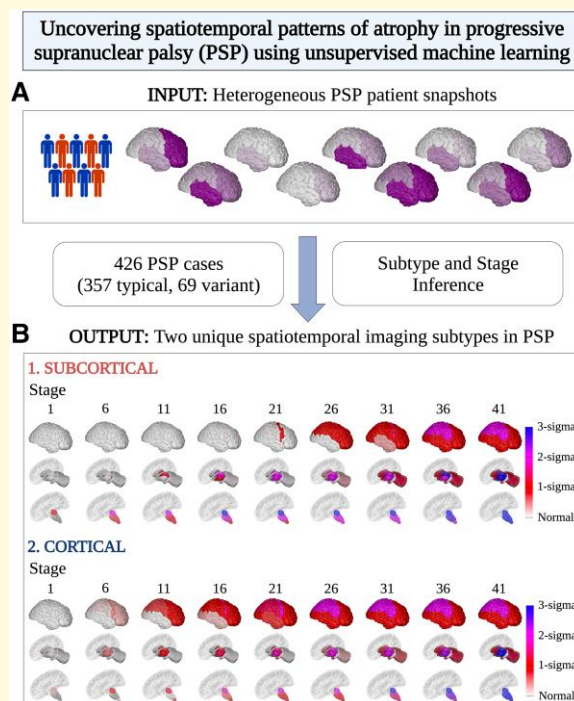 Uncovering spatiotemporal patterns of atrophy in progressive
supranuclear palsy (PSP) using unsupervised machine learning
A
INPUT: Heterogeneous PSP patient snapshots
426 PSP cases
(357 typical, 69 variant)
Subtype and Stage
Inference
B
OUTPUT: Two unique spatiotemporal imaging subtypes in PSP
1. SUBCORTICAL
Stage
1 6 11 16 21 26 31 36 41
3-sigma
2-sigma
1-sigma
Normal
2. CORTICAL
Stage
1 6 11 16 21 26 31 36 41
3-sigma
2-sigma
1-sigma
Normal